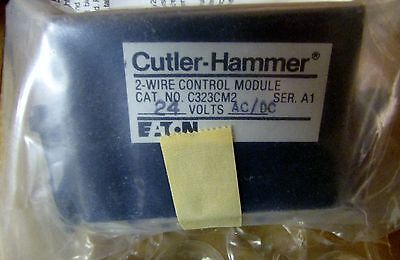 Cutler-Hammer®
2-WIRE CONTROL MODULE
CAT. NO. C323CM2 SER. A1
24 VOLTS AC/DC
EATON